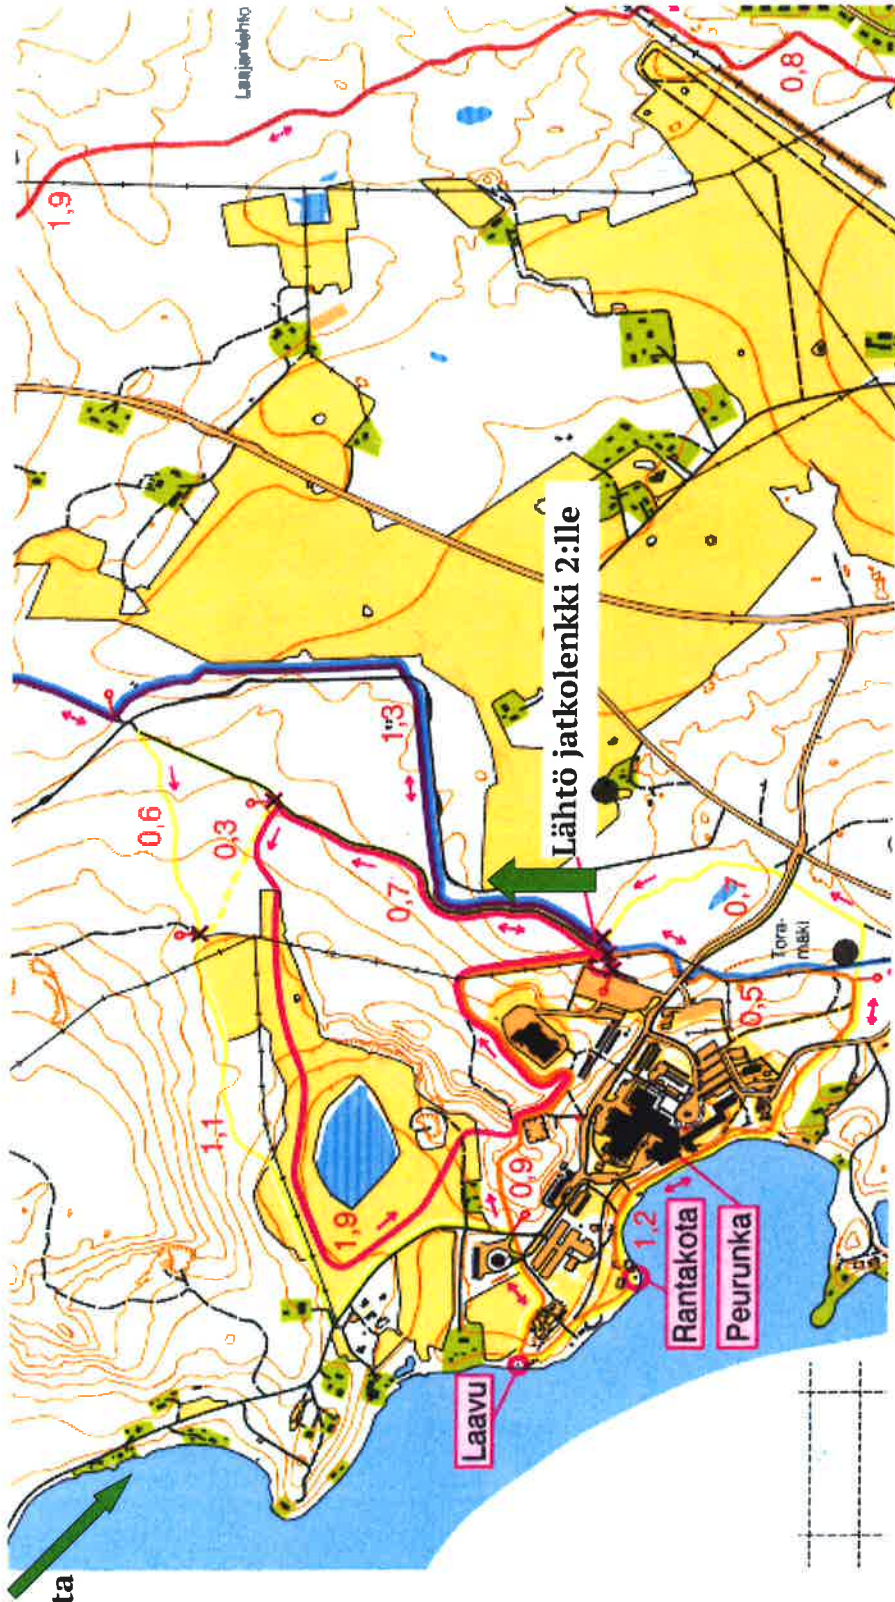 Laajanlehto
1,9
0,8
0,6
0,3
1,3
0,7
Lähtö jatkolenkki 2:lle
0,7
Tora-
mäki
0,5
1,1
1,9
0,9
1,2
Laavu
Rantakota
Peurunka
ta